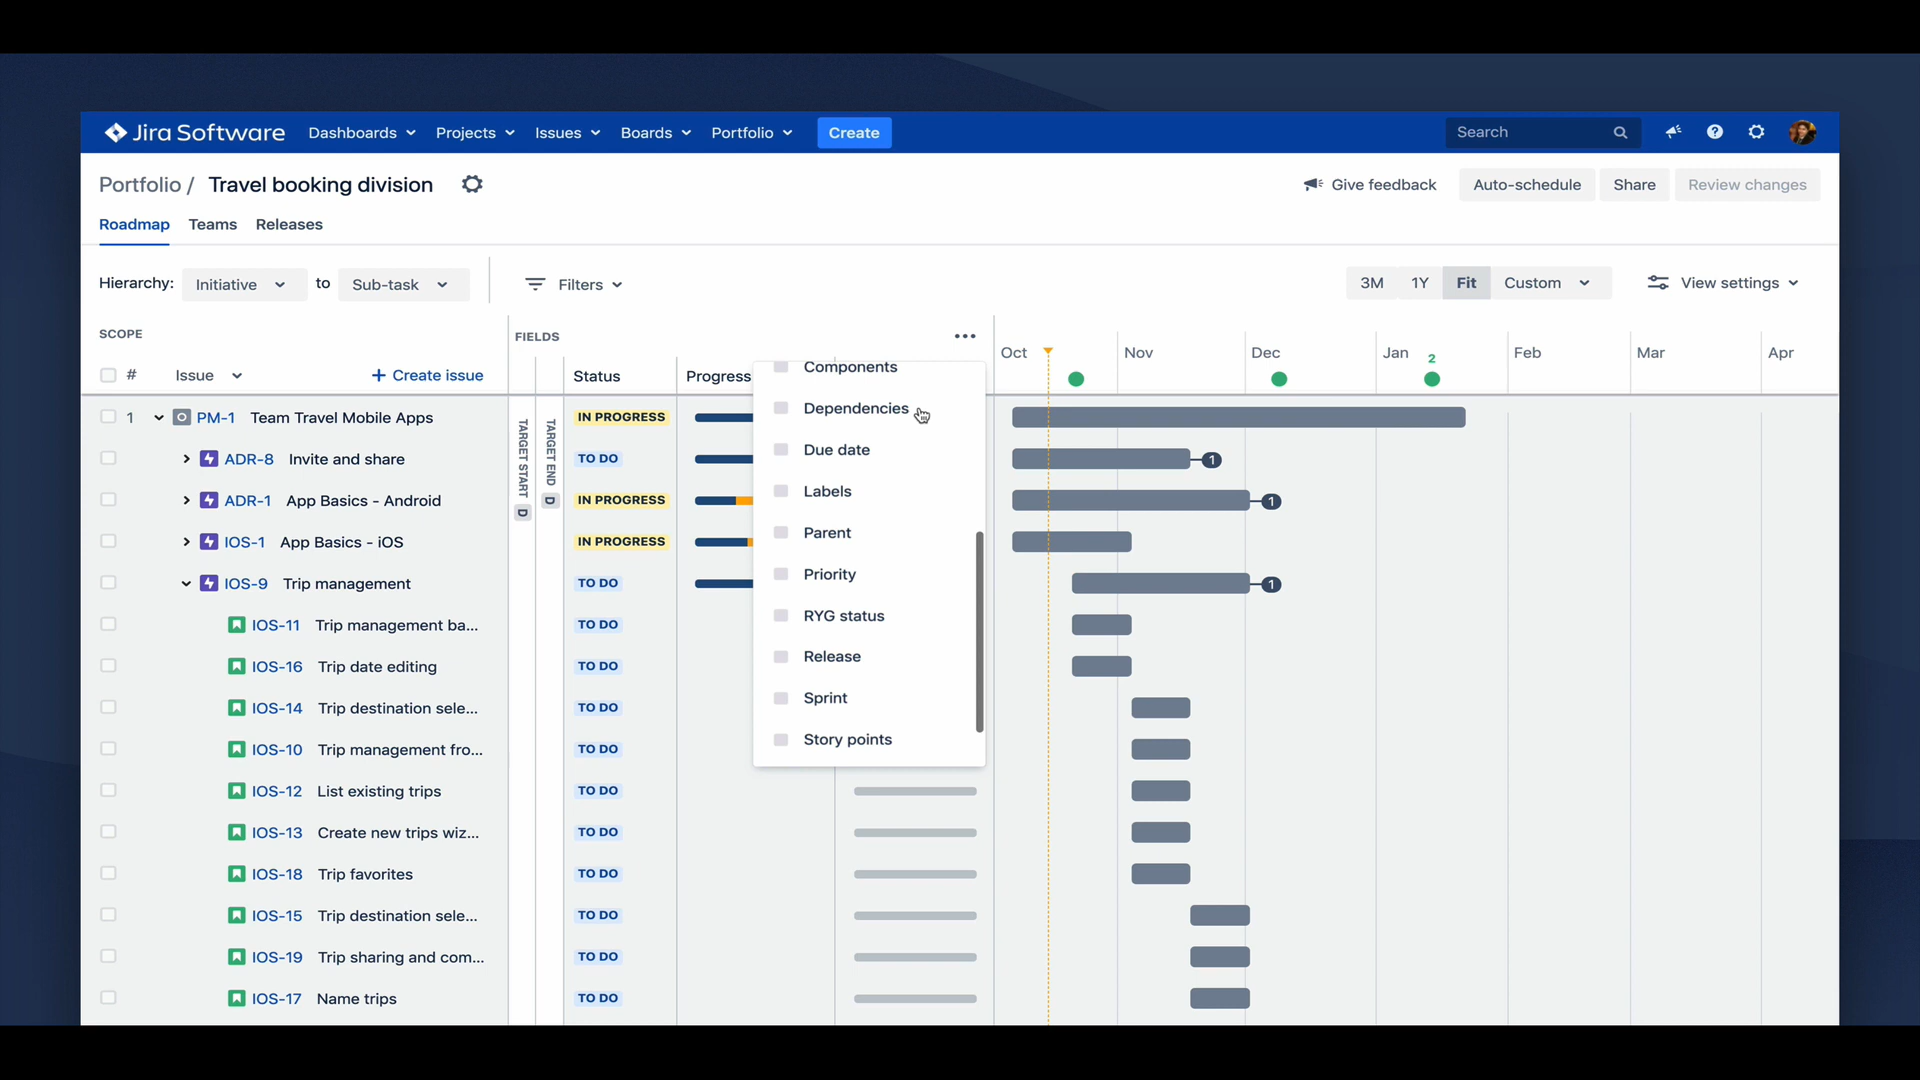 Jira Software Dashboards Projects Issues Boards Portfolio Create Search
Portfolio / Travel booking division Give feedback Auto-schedule Share Review changes
Roadmap Teams Releases
Hierarchy: Initiative to Sub-task Filters 3M 1Y Fit Custom View settings
SCOPE FIELDS
Oct Nov Dec Jan 2 Feb Mar Apr
# Issue + Create issue Status Progress
Components
Dependencies
Due date
Labels
Parent
Priority
RYG status
Release
Sprint
Story points
TARGET START D
TARGET END D
1 PM-1 Team Travel Mobile Apps IN PROGRESS
ADR-8 Invite and share TO DO 1
ADR-1 App Basics - Android IN PROGRESS 1
IOS-1 App Basics - iOS IN PROGRESS
IOS-9 Trip management TO DO 1
IOS-11 Trip management ba... TO DO
IOS-16 Trip date editing TO DO
IOS-14 Trip destination sele... TO DO
IOS-10 Trip management fro... TO DO
IOS-12 List existing trips TO DO
IOS-13 Create new trips wiz... TO DO
IOS-18 Trip favorites TO DO
IOS-15 Trip destination sele... TO DO
IOS-19 Trip sharing and com... TO DO
IOS-17 Name trips TO DO